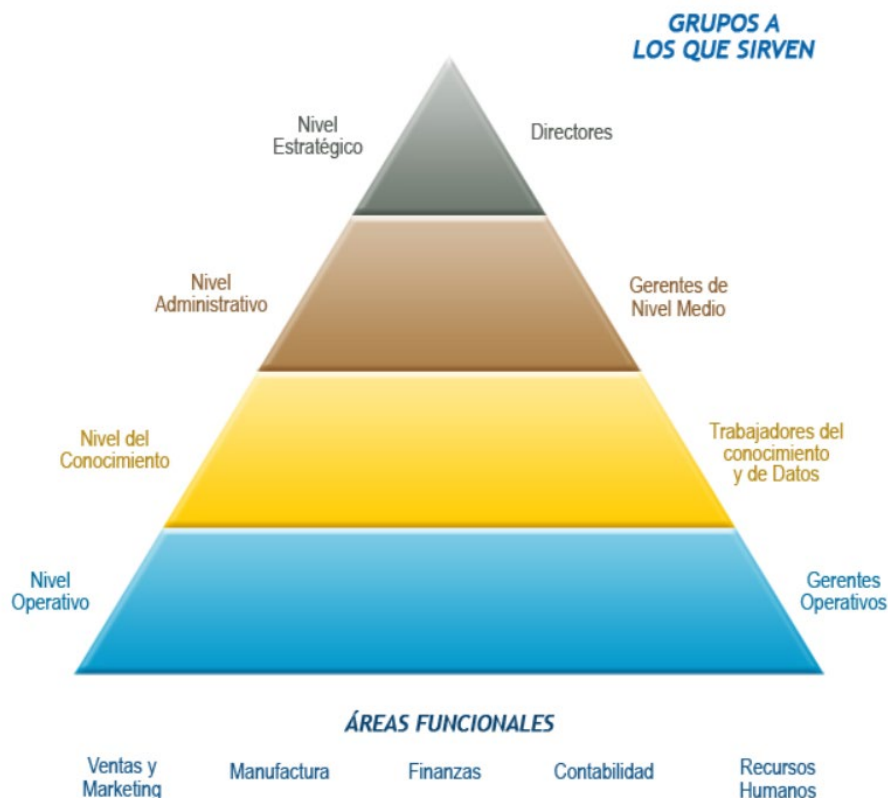 GRUPOS A
LOS QUE SIRVEN
Nivel
Estratégico
Directores
Nivel
Administrativo
Gerentes de
Nivel Medio
Nivel del
Conocimiento
Trabajadores del
conocimiento
y de Datos
Nivel
Operativo
Gerentes
Operativos
ÁREAS FUNCIONALES
Ventas y
Marketing
Manufactura
Finanzas
Contabilidad
Recursos
Humanos